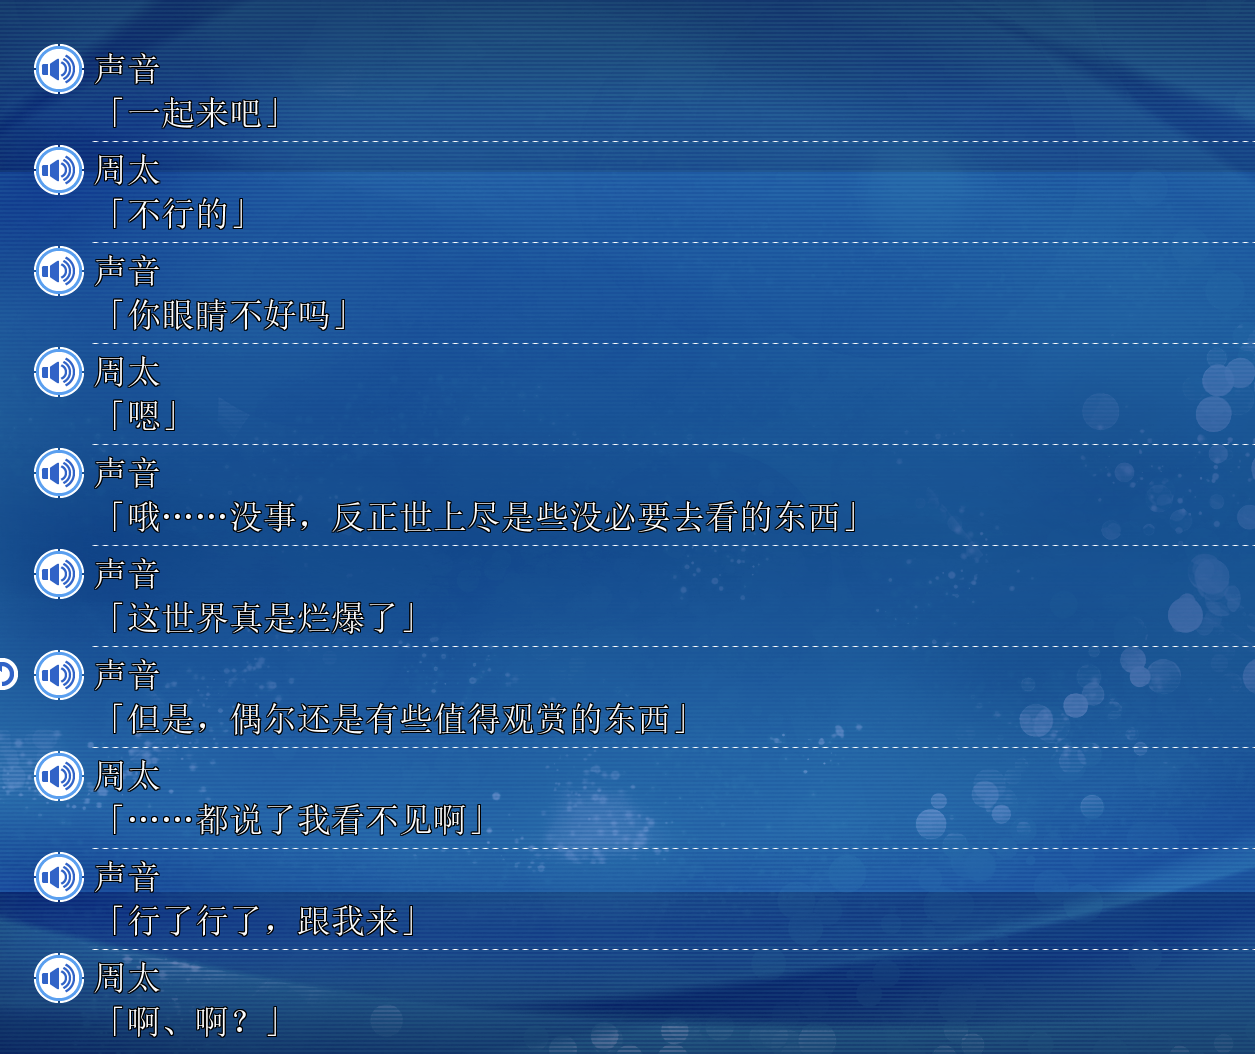 声音
「一起来吧」
周太
「不行的」
声音
「你眼睛不好吗」
周太
「嗯」
声音
「哦……没事，反正世上尽是些没必要去看的东西」
声音
「这世界真是烂爆了」
声音
「但是，偶尔还是有些值得观赏的东西」
周太
「……都说了我看不见啊」
声音
「行了行了，跟我来」
周太
「啊、啊？」